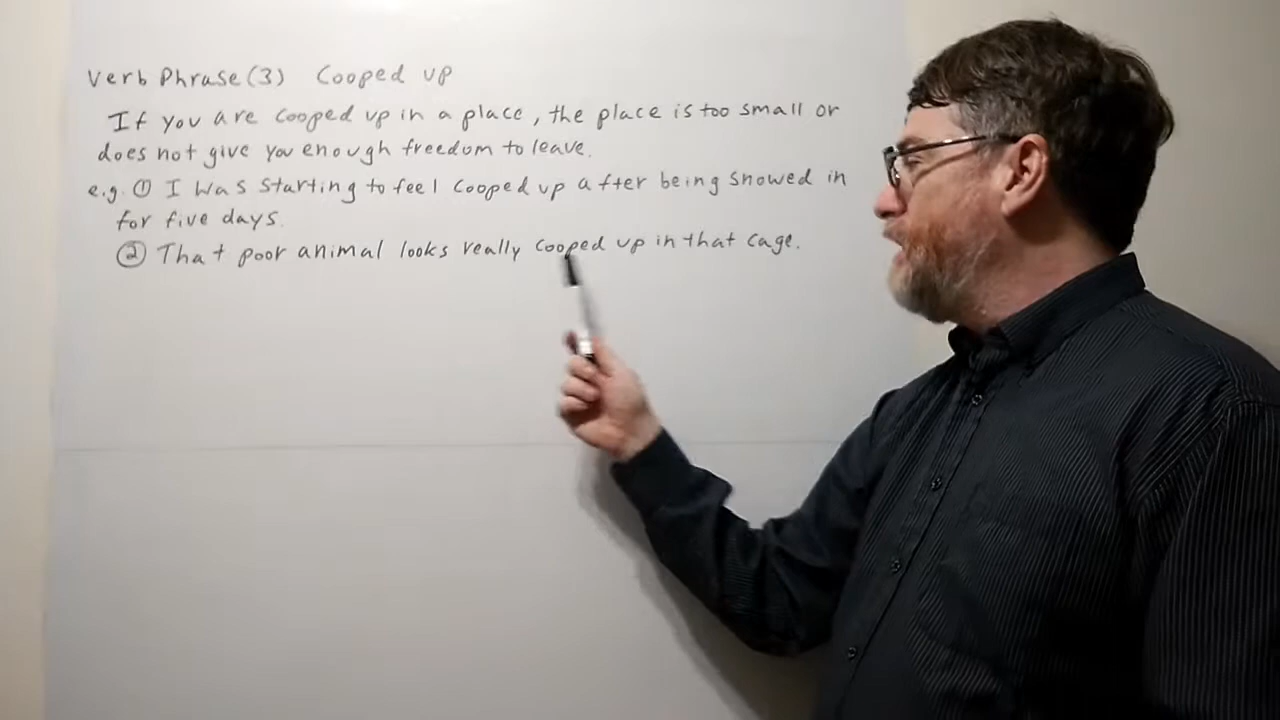 Verb Phrase (3) Cooped up
If you are cooped up in a place, the place is too small or
does not give you enough freedom to leave.
e.g. ① I was starting to feel cooped up after being snowed in
for five days.
② That poor animal looks really cooped up in that cage.